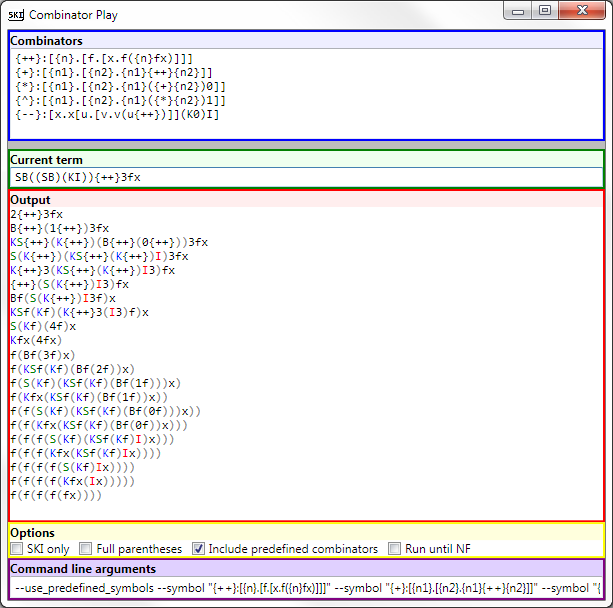 SKI Combinator Play
Combinators
{++}:[{n}.[f.[x.f({n}fx)]]]
{+}:[{n1}.[{n2}.{n1}{++}{n2}]]
{*}:[{n1}.[{n2}.{n1}({+}{n2})0]]
{^}:[{n1}.[{n2}.{n1}({*}{n2})1]]
{--}:[x.x[u.[v.v(u{++})]](K0)I]
Current term
SB((SB)(KI)){++}3fx
Output
2{++}3fx
B{++}(1{++})3fx
KS{++}(K{++})(B{++}(0{++}))3fx
S(K{++})(KS{++}(K{++})I)3fx
K{++}3(KS{++}(K{++})I3)fx
{++}(S(K{++})I3)fx
Bf(S(K{++})I3f)x
KSf(Kf)(K{++}3(I3)f)x
S(Kf)(4f)x
Kfx(4fx)
f(Bf(3f)x)
f(KSf(Kf)(Bf(2f))x)
f(S(Kf)(KSf(Kf)(Bf(1f)))x)
f(Kfx(KSf(Kf)(Bf(1f))x))
f(f(S(Kf)(KSf(Kf)(Bf(0f)))x))
f(f(Kfx(KSf(Kf)(Bf(0f))x)))
f(f(f(S(Kf)(KSf(Kf)I)x)))
f(f(f(Kfx(KSf(Kf)Ix))))
f(f(f(f(S(Kf)Ix))))
f(f(f(f(Kfx(Ix)))))
f(f(f(f(fx))))
Options
SKI only Full parentheses Include predefined combinators Run until NF
Command line arguments
--use_predefined_symbols --symbol "{++}:[{n}.[f.[x.f({n}fx)]]]" --symbol "{+}:[{n1}.[{n2}.{n1}{++}{n2}]]" --symbol "{